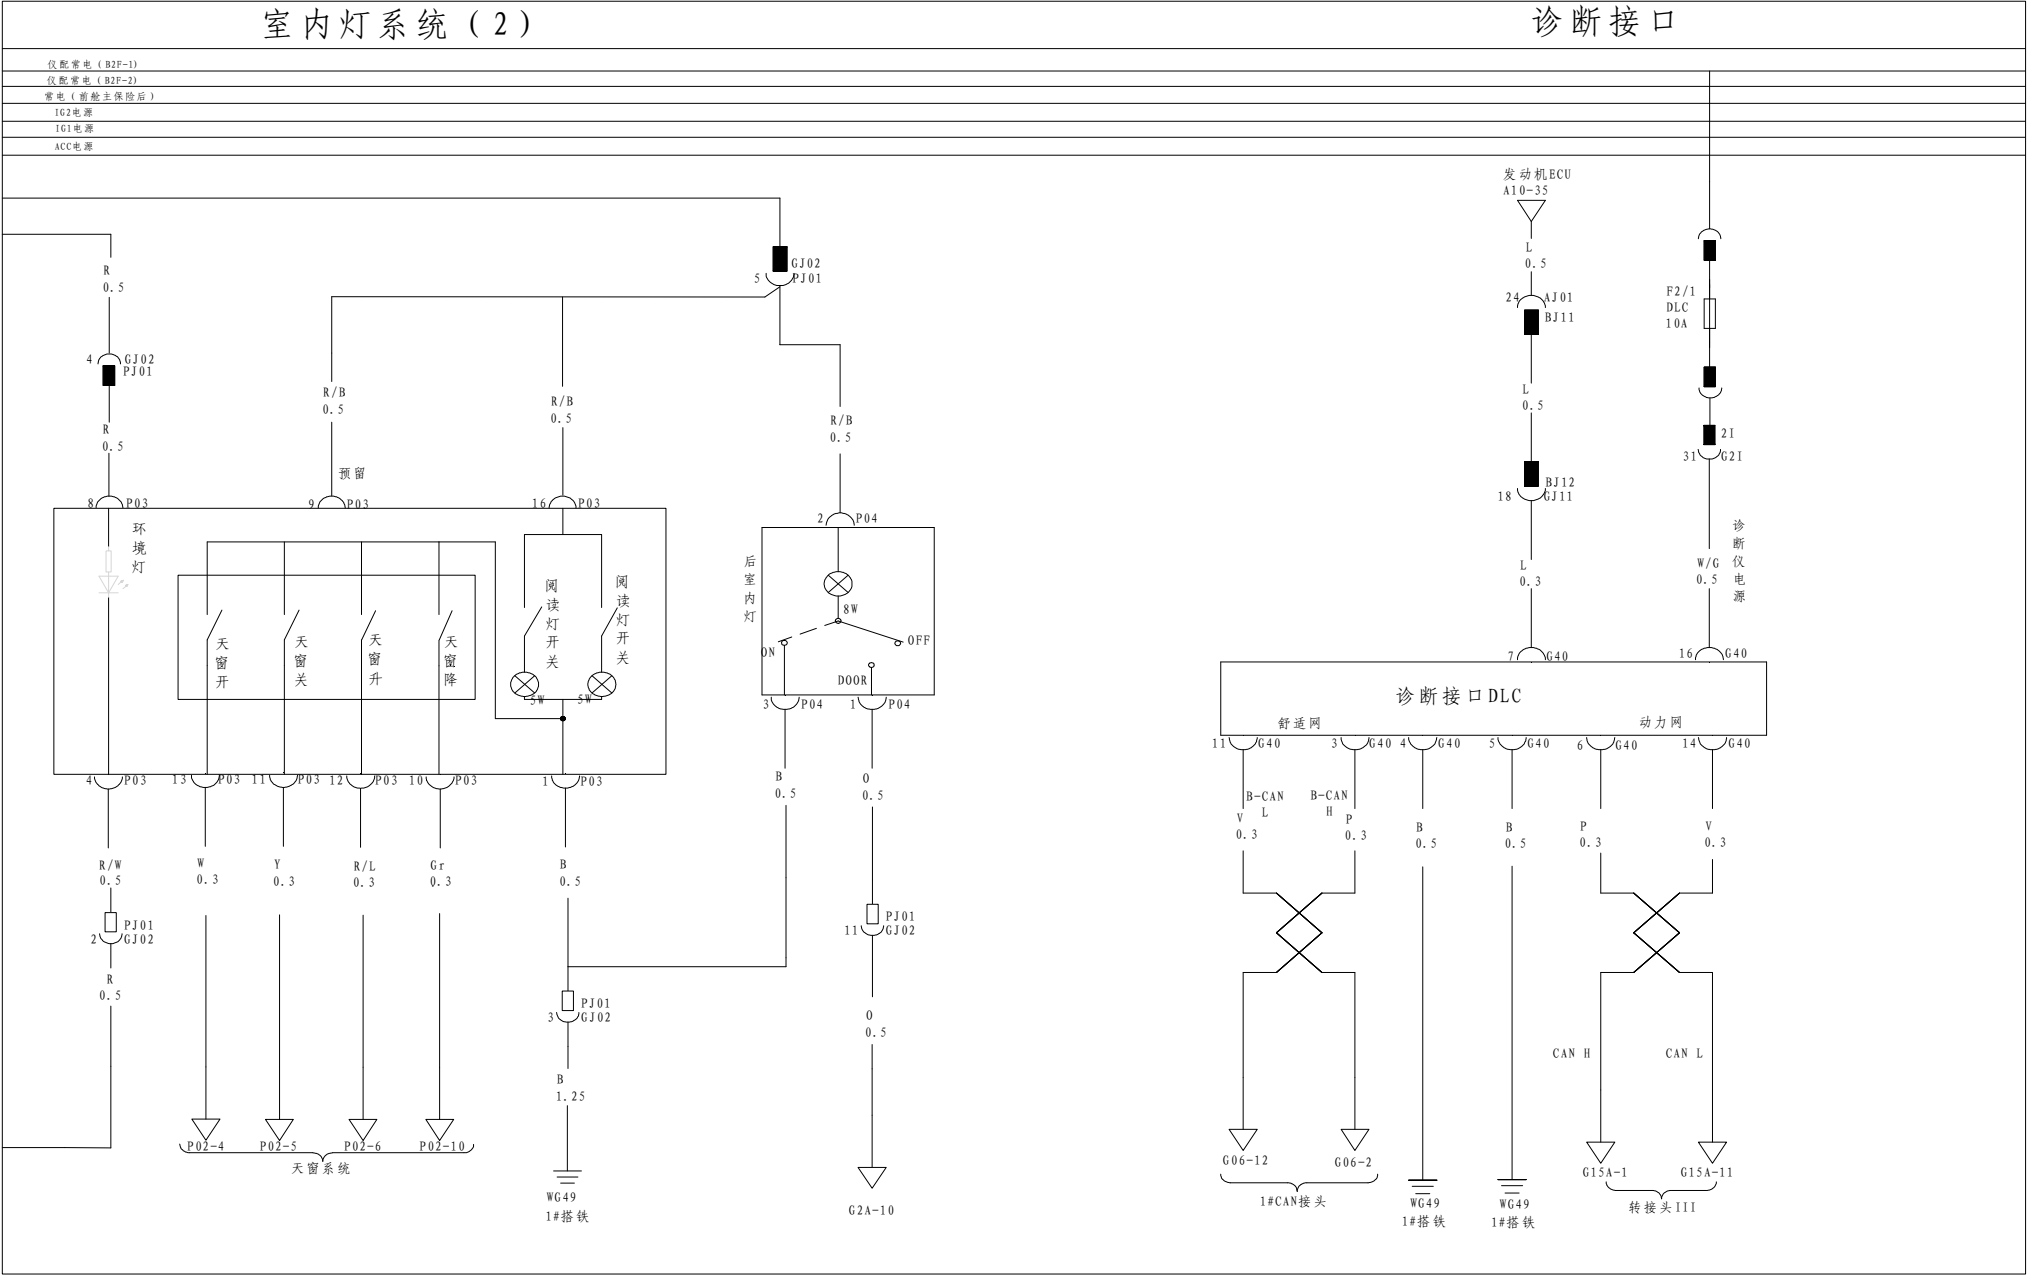 室内灯系统(2)
诊断接口
仪配常电(B2F-1)
仪配常电(B2F-2)
常电(前舱主保险后)
IG2电源
IG1电源
ACC电源
发动机ECU
A10-35
R
0.5
GJ02
5 PJ01
L
0.5
24 AJ01
BJ11
F2/1
DLC
10A
4 GJ02
PJ01
R
0.5
R/B
0.5
R/B
0.5
R/B
0.5
L
0.5
2I
31 G2I
预留
BJ12
18 GJ11
8 P03
9 P03
16 P03
2 P04
环境灯
后室内灯
诊断仪电源
L
0.3
W/G
0.5
阅读灯开关
阅读灯开关
8W
ON
OFF
DOOR
天窗开
天窗关
天窗升
天窗降
5W
5W
7 G40
16 G40
诊断接口DLC
舒适网
动力网
3 P04
1 P04
11 G40
3 G40
4 G40
5 G40
6 G40
14 G40
4 P03
13 P03
11 P03
12 P03
10 P03
1 P03
B
0.5
O
0.5
B-CAN
L
B-CAN
H
V
0.3
P
0.3
B
0.5
B
0.5
P
0.3
V
0.3
R/W
0.5
W
0.3
Y
0.3
R/L
0.3
Gr
0.3
B
0.5
PJ01
2 GJ02
PJ01
11 GJ02
R
0.5
PJ01
3 GJ02
O
0.5
CAN H
CAN L
B
1.25
P02-4
P02-5
P02-6
P02-10
天窗系统
WG49
1#搭铁
G2A-10
G06-12
G06-2
1#CAN接头
WG49
1#搭铁
WG49
1#搭铁
G15A-1
G15A-11
转接头III